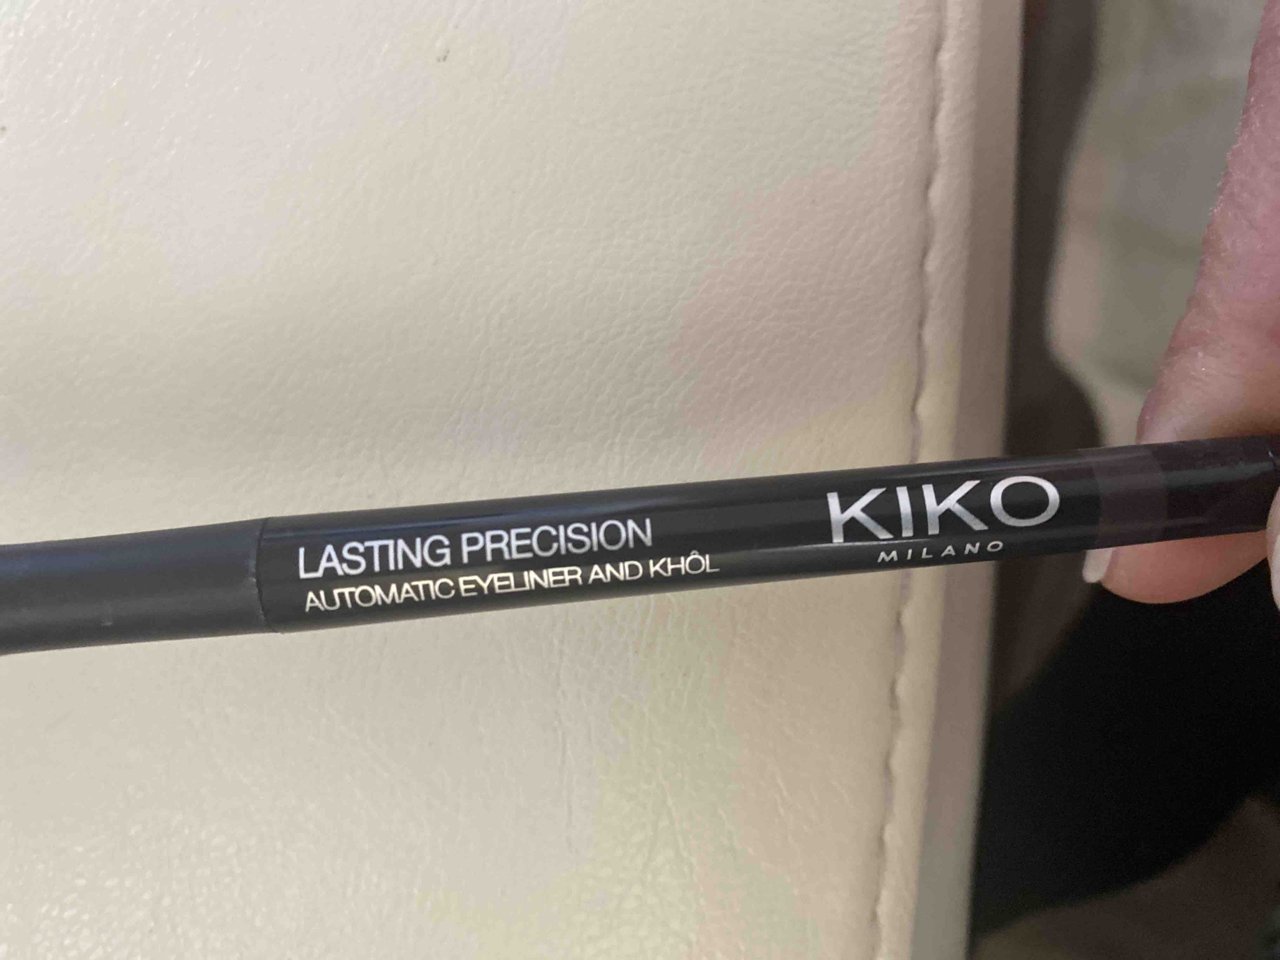 LASTING PRECISION
AUTOMATIC EYELINER AND KHÔL
KIKO
MILANO